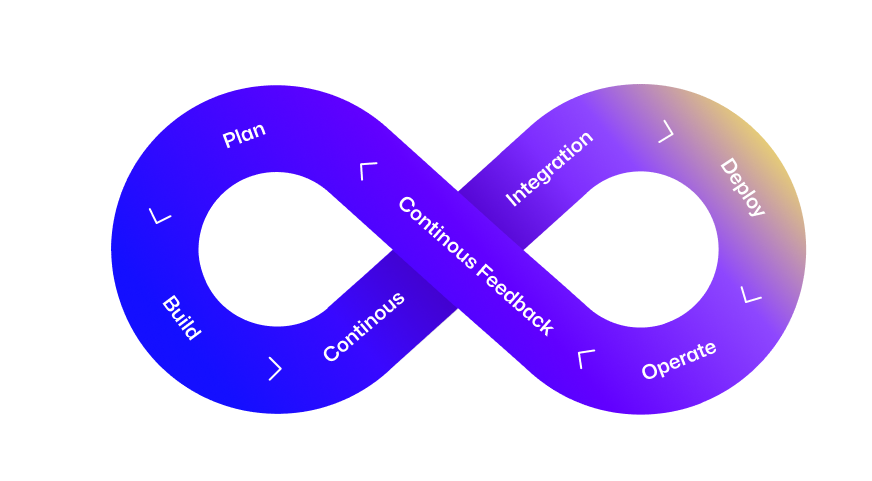 Plan
Build
Continous
Integration
Deploy
Operate
Continous Feedback